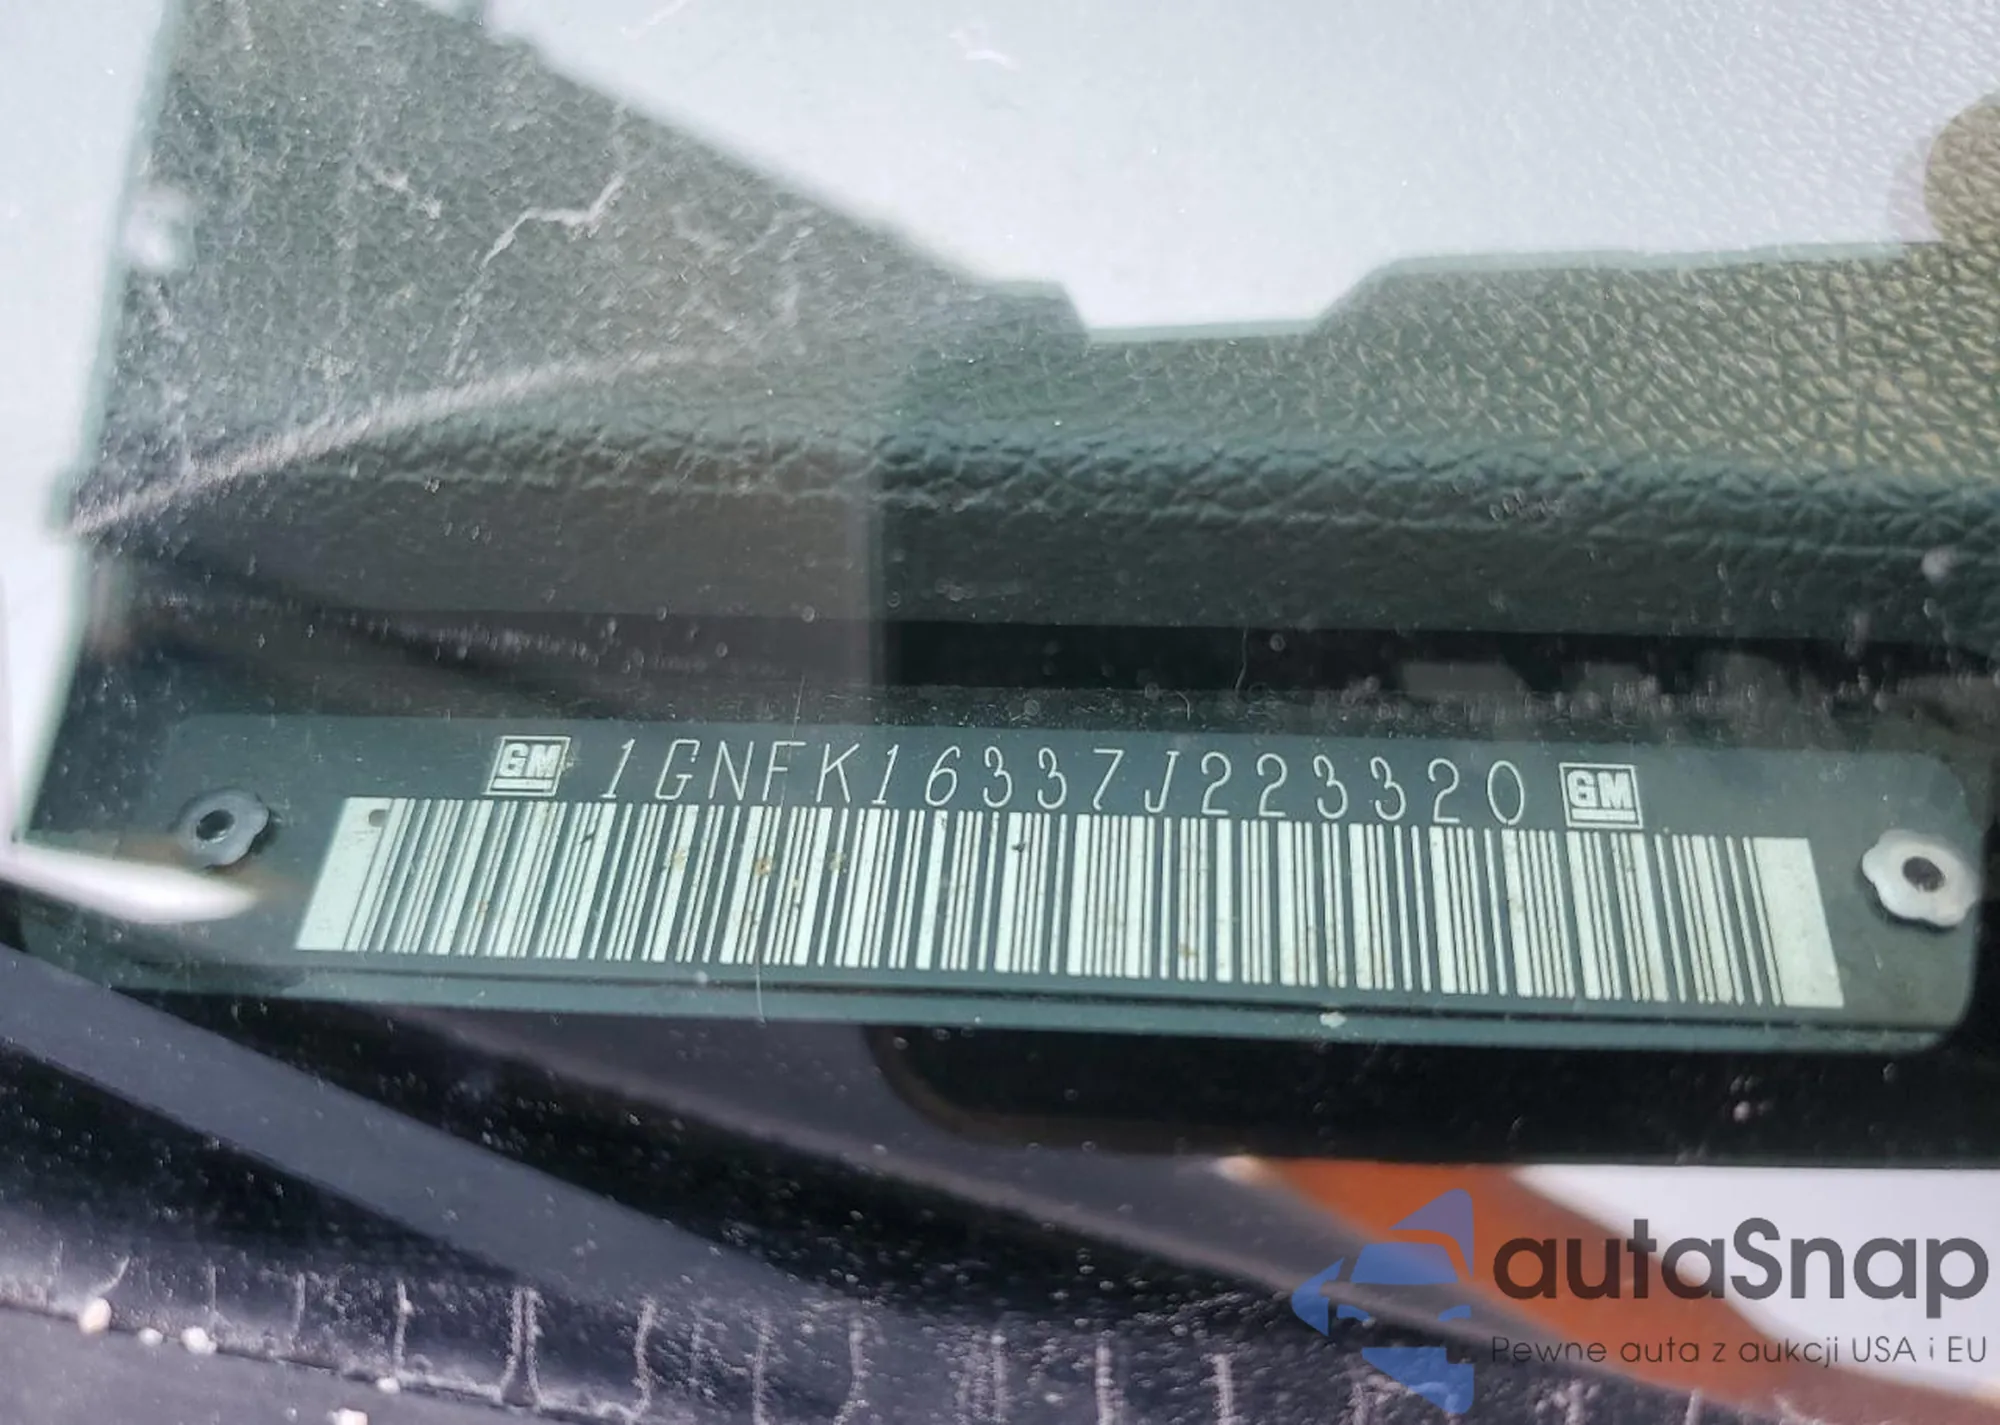 GM 1GNFK16337J223320 GM
autaSnap
Pewne auta z aukcji USA i EU